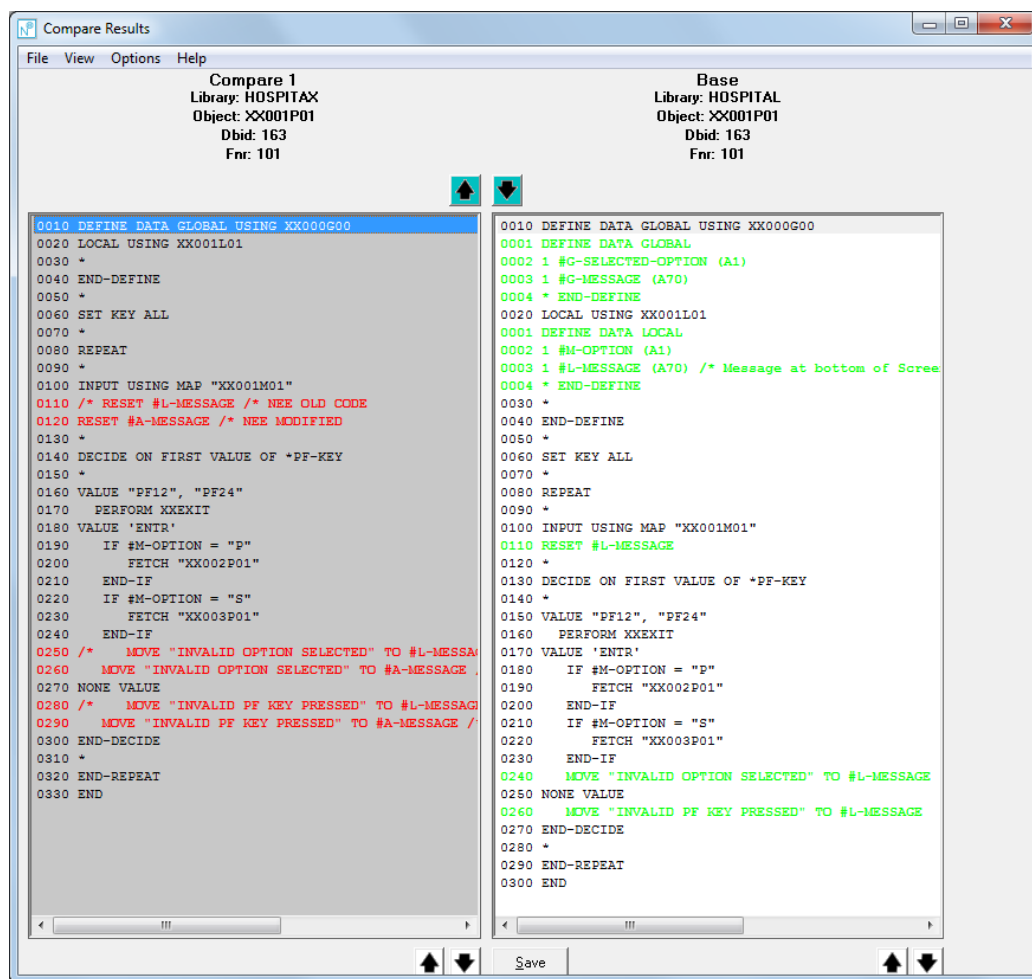 Compare Results
File View Options Help
Compare 1
Library: HOSPITAX
Object: XX001P01
Dbid: 163
Fnr: 101
Base
Library: HOSPITAL
Object: XX001P01
Dbid: 163
Fnr: 101
0010 DEFINE DATA GLOBAL USING XX000G00
0020 LOCAL USING XX001L01
0030 *
0040 END-DEFINE
0050 *
0060 SET KEY ALL
0070 *
0080 REPEAT
0090 *
0100 INPUT USING MAP "XX001M01"
0110 /* RESET #L-MESSAGE /* NEE OLD CODE
0120 RESET #A-MESSAGE /* NEE MODIFIED
0130 *
0140 DECIDE ON FIRST VALUE OF *PF-KEY
0150 *
0160 VALUE "PF12", "PF24"
0170 PERFORM XXEXIT
0180 VALUE 'ENTR'
0190 IF #M-OPTION = "P"
0200 FETCH "XX002P01"
0210 END-IF
0220 IF #M-OPTION = "S"
0230 FETCH "XX003P01"
0240 END-IF
0250 /* MOVE "INVALID OPTION SELECTED" TO #L-MESSA
0260 MOVE "INVALID OPTION SELECTED" TO #A-MESSAGE /
0270 NONE VALUE
0280 /* MOVE "INVALID PF KEY PRESSED" TO #L-MESSAG
0290 MOVE "INVALID PF KEY PRESSED" TO #A-MESSAGE /*
0300 END-DECIDE
0310 *
0320 END-REPEAT
0330 END
0010 DEFINE DATA GLOBAL USING XX000G00
0001 DEFINE DATA GLOBAL
0002 1 #G-SELECTED-OPTION (A1)
0003 1 #G-MESSAGE (A70)
0004 * END-DEFINE
0020 LOCAL USING XX001L01
0001 DEFINE DATA LOCAL
0002 1 #M-OPTION (A1)
0003 1 #L-MESSAGE (A70) /* Message at bottom of Scree
0004 * END-DEFINE
0030 *
0040 END-DEFINE
0050 *
0060 SET KEY ALL
0070 *
0080 REPEAT
0090 *
0100 INPUT USING MAP "XX001M01"
0110 RESET #L-MESSAGE
0120 *
0130 DECIDE ON FIRST VALUE OF *PF-KEY
0140 *
0150 VALUE "PF12", "PF24"
0160 PERFORM XXEXIT
0170 VALUE 'ENTR'
0180 IF #M-OPTION = "P"
0190 FETCH "XX002P01"
0200 END-IF
0210 IF #M-OPTION = "S"
0220 FETCH "XX003P01"
0230 END-IF
0240 MOVE "INVALID OPTION SELECTED" TO #L-MESSAGE
0250 NONE VALUE
0260 MOVE "INVALID PF KEY PRESSED" TO #L-MESSAGE
0270 END-DECIDE
0280 *
0290 END-REPEAT
0300 END
Save